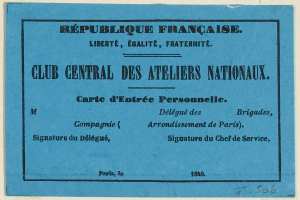 RÉPUBLIQUE FRANÇAISE.
LIBERTÉ, ÉGALITÉ, FRATERNITÉ.
CLUB CENTRAL DES ATELIERS NATIONAUX.
Carte d'Entrée Personnelle.
M Délégué des Brigades,
Compagnie ( Arrondissement de Paris).
Signature du Délégué, Signature du Chef de Service,
Paris, le 1848.